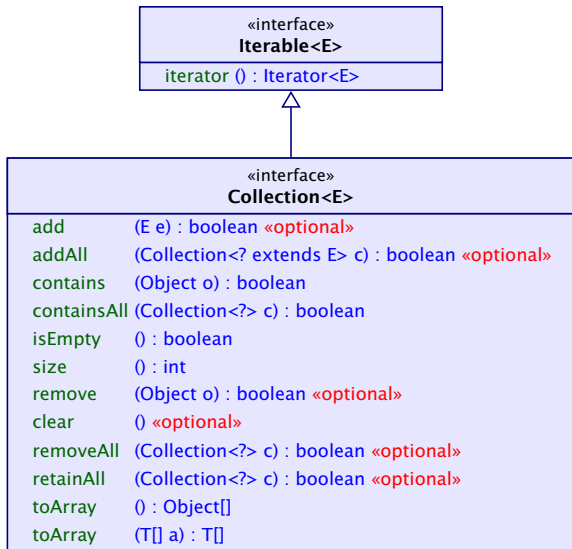 «interface»
Iterable<E>
iterator () : Iterator<E>
«interface»
Collection<E>
add (E e) : boolean «optional»
addAll (Collection<? extends E> c) : boolean «optional»
contains (Object o) : boolean
containsAll (Collection<?> c) : boolean
isEmpty () : boolean
size () : int
remove (Object o) : boolean «optional»
clear () «optional»
removeAll (Collection<?> c) : boolean «optional»
retainAll (Collection<?> c) : boolean «optional»
toArray () : Object[]
toArray (T[] a) : T[]